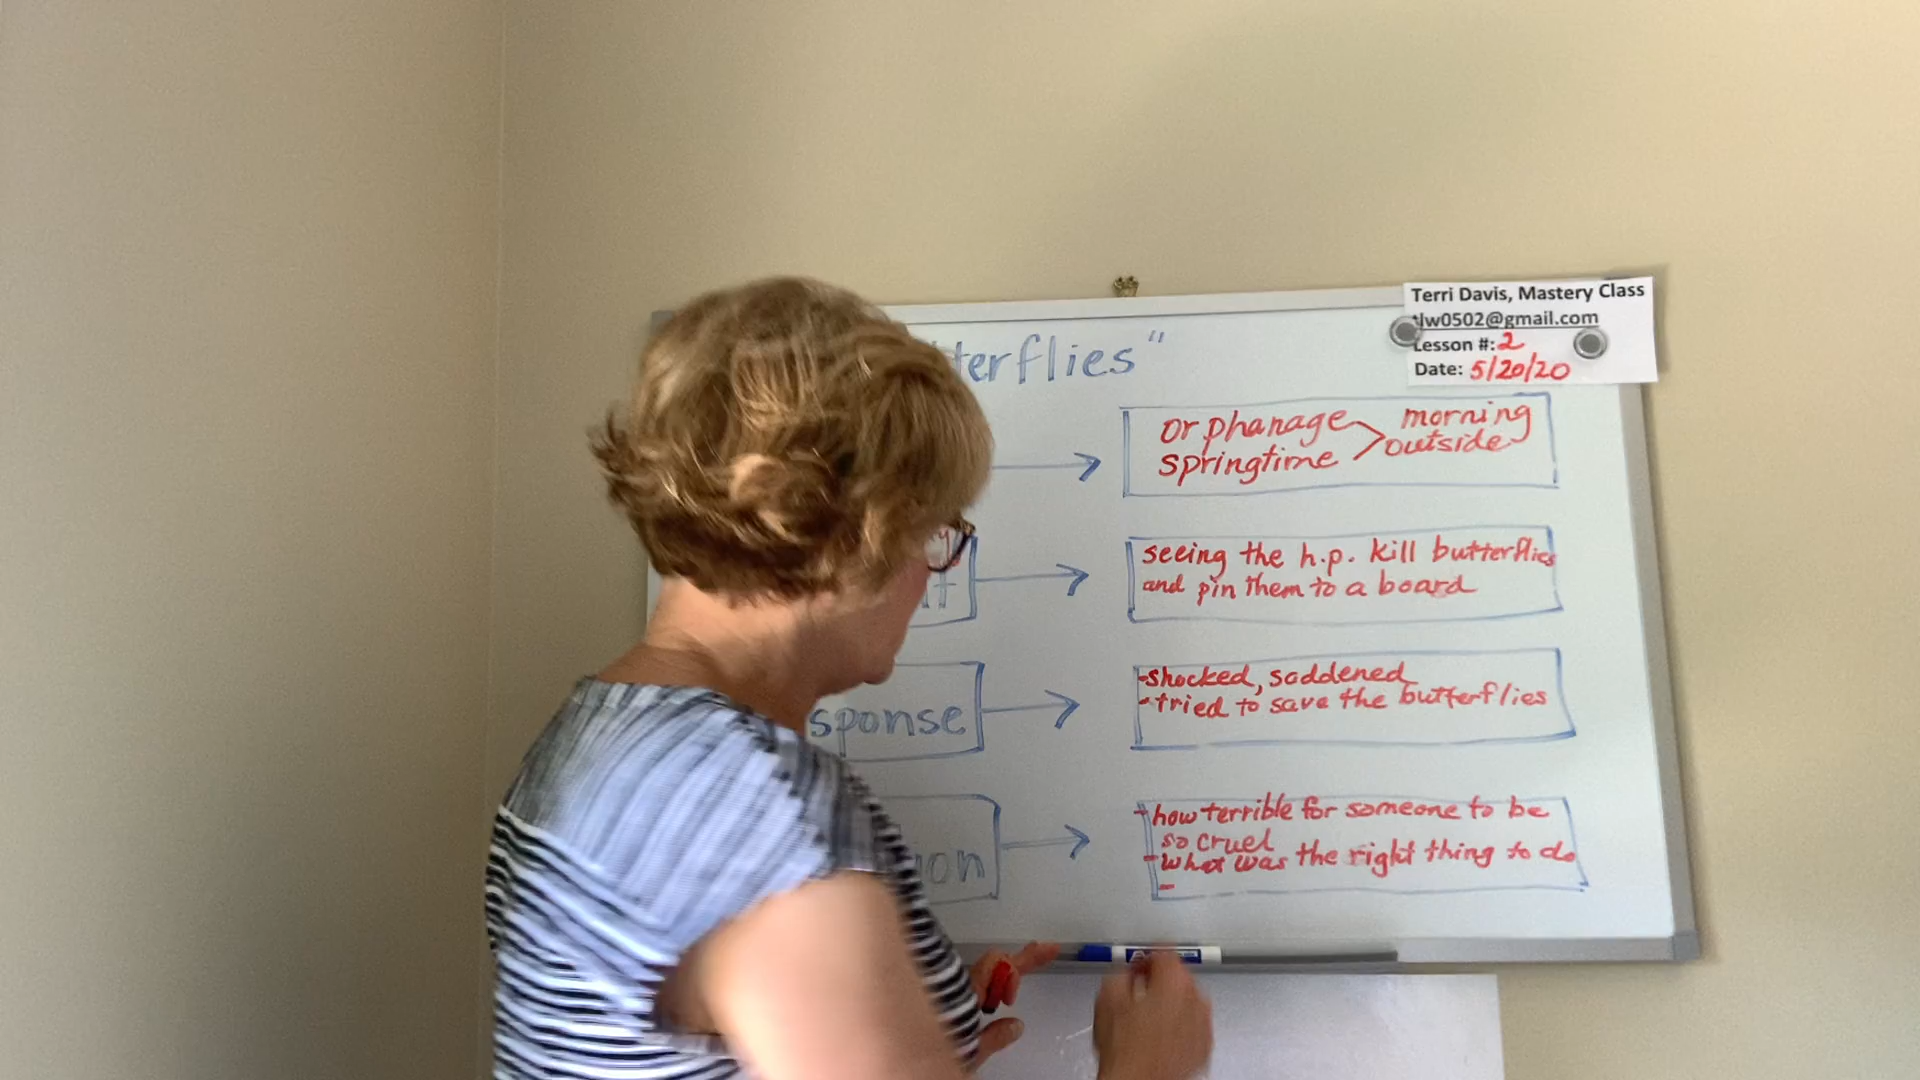 Terri Davis, Mastery Class
tlw0502@gmail.com
Lesson #: 2
Date: 5/20/20
terflies"
orphanage > morning
springtime outside
seeing the h.p. kill butterflies
and pin them to a board
sponse
-shocked, saddened
-tried to save the butterflies
on
-how terrible for someone to be
so cruel
-what was the right thing to do
-